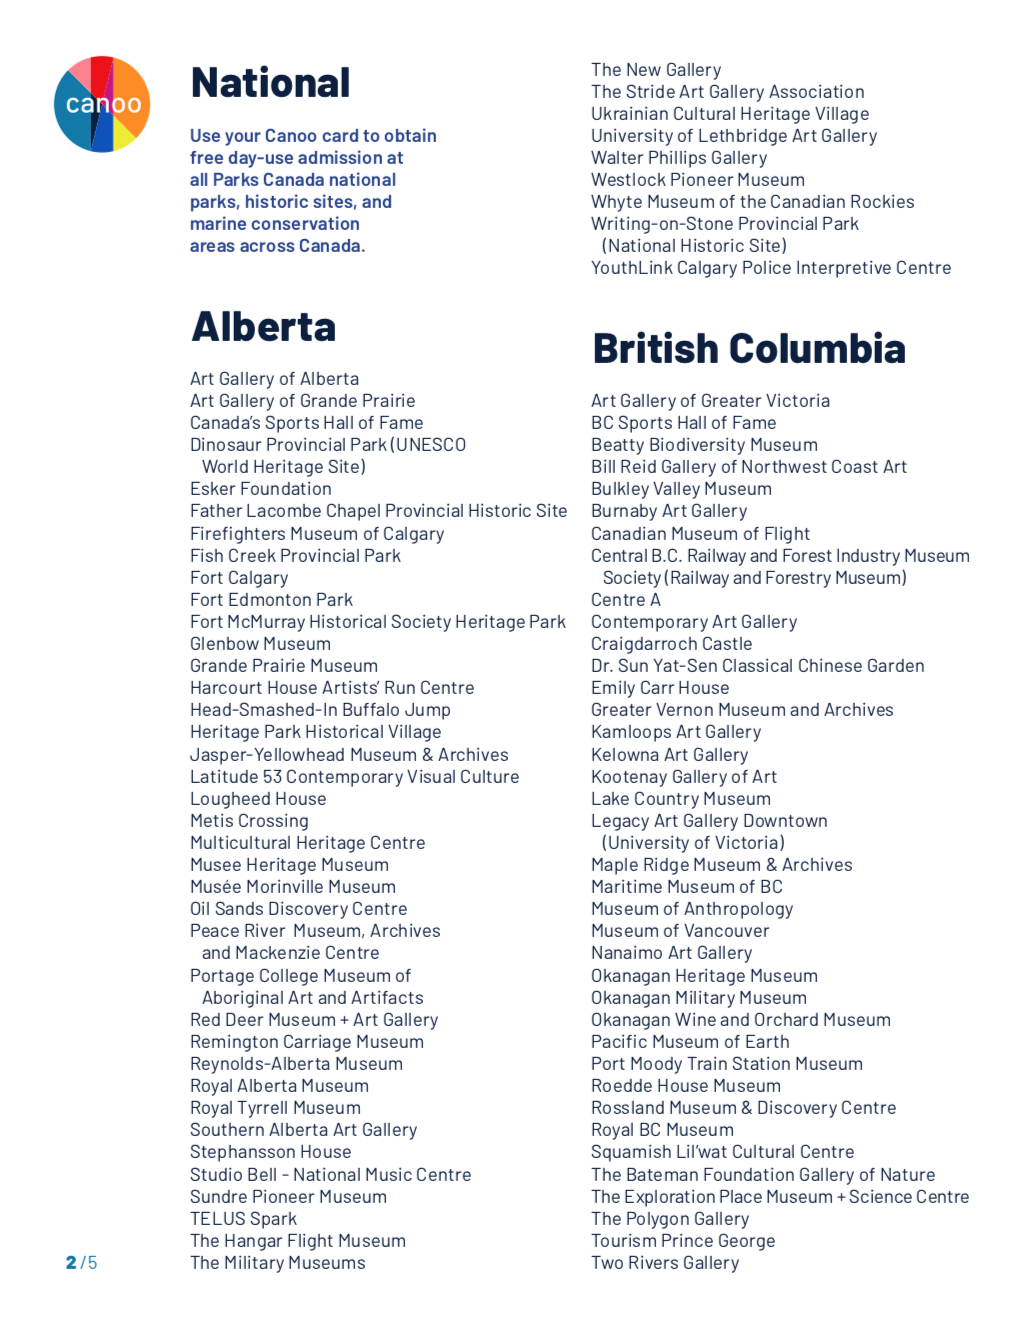 canoo
National
Use your Canoo card to obtain
free day-use admission at
all Parks Canada national
parks, historic sites, and
marine conservation
areas across Canada.
Alberta
Art Gallery of Alberta
Art Gallery of Grande Prairie
Canada’s Sports Hall of Fame
Dinosaur Provincial Park (UNESCO
World Heritage Site)
Esker Foundation
Father Lacombe Chapel Provincial Historic Site
Firefighters Museum of Calgary
Fish Creek Provincial Park
Fort Calgary
Fort Edmonton Park
Fort McMurray Historical Society Heritage Park
Glenbow Museum
Grande Prairie Museum
Harcourt House Artists’ Run Centre
Head-Smashed-In Buffalo Jump
Heritage Park Historical Village
Jasper-Yellowhead Museum & Archives
Latitude 53 Contemporary Visual Culture
Lougheed House
Metis Crossing
Multicultural Heritage Centre
Musee Heritage Museum
Musée Morinville Museum
Oil Sands Discovery Centre
Peace River Museum, Archives
and Mackenzie Centre
Portage College Museum of
Aboriginal Art and Artifacts
Red Deer Museum + Art Gallery
Remington Carriage Museum
Reynolds-Alberta Museum
Royal Alberta Museum
Royal Tyrrell Museum
Southern Alberta Art Gallery
Stephansson House
Studio Bell - National Music Centre
Sundre Pioneer Museum
TELUS Spark
The Hangar Flight Museum
The Military Museums
The New Gallery
The Stride Art Gallery Association
Ukrainian Cultural Heritage Village
University of Lethbridge Art Gallery
Walter Phillips Gallery
Westlock Pioneer Museum
Whyte Museum of the Canadian Rockies
Writing-on-Stone Provincial Park
(National Historic Site)
YouthLink Calgary Police Interpretive Centre
British Columbia
Art Gallery of Greater Victoria
BC Sports Hall of Fame
Beatty Biodiversity Museum
Bill Reid Gallery of Northwest Coast Art
Bulkley Valley Museum
Burnaby Art Gallery
Canadian Museum of Flight
Central B.C. Railway and Forest Industry Museum
Society (Railway and Forestry Museum)
Centre A
Contemporary Art Gallery
Craigdarroch Castle
Dr. Sun Yat-Sen Classical Chinese Garden
Emily Carr House
Greater Vernon Museum and Archives
Kamloops Art Gallery
Kelowna Art Gallery
Kootenay Gallery of Art
Lake Country Museum
Legacy Art Gallery Downtown
(University of Victoria)
Maple Ridge Museum & Archives
Maritime Museum of BC
Museum of Anthropology
Museum of Vancouver
Nanaimo Art Gallery
Okanagan Heritage Museum
Okanagan Military Museum
Okanagan Wine and Orchard Museum
Pacific Museum of Earth
Port Moody Train Station Museum
Roedde House Museum
Rossland Museum & Discovery Centre
Royal BC Museum
Squamish Lil’wat Cultural Centre
The Bateman Foundation Gallery of Nature
The Exploration Place Museum + Science Centre
The Polygon Gallery
Tourism Prince George
Two Rivers Gallery
2 /5